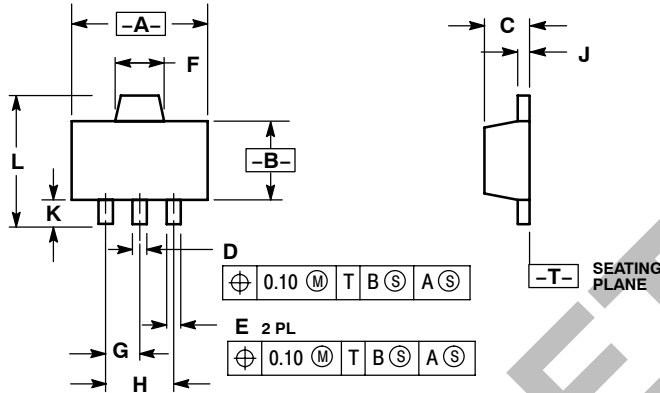 –A–
C
F
J
L
–B–
K
D
–T– SEATING PLANE
⌖ 0.10 Ⓜ T B Ⓢ A Ⓢ
E 2 PL
G
⌖ 0.10 Ⓜ T B Ⓢ A Ⓢ
H